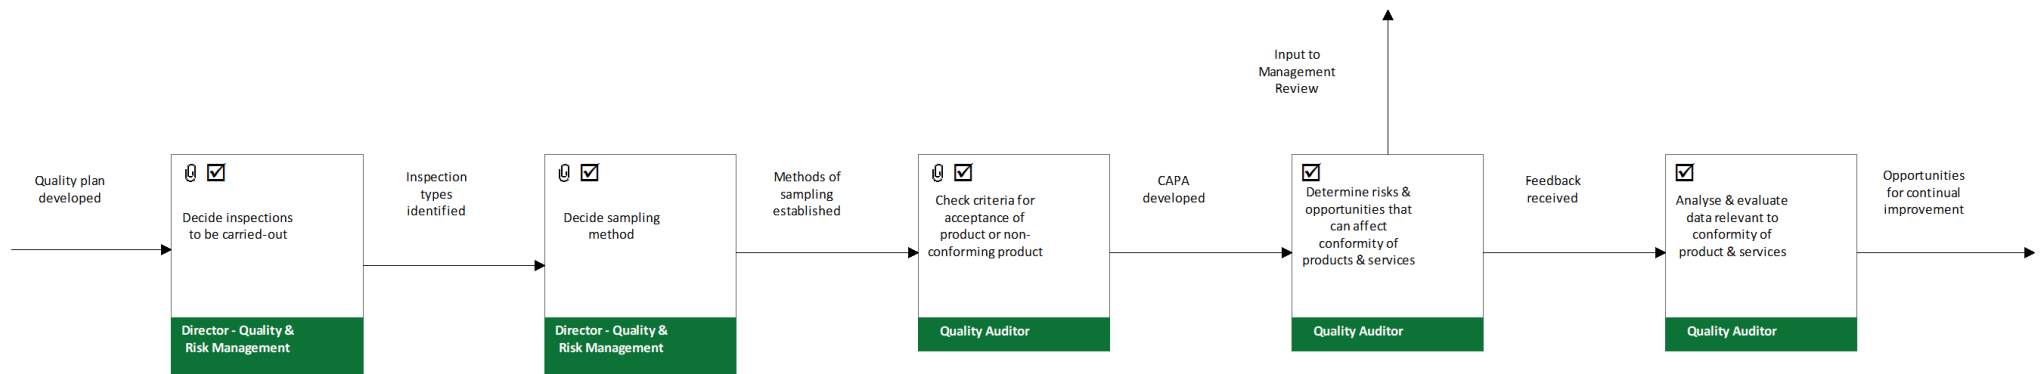 Quality plan
developed
Decide inspections
to be carried-out
Director - Quality &
Risk Management
Inspection
types
identified
Decide sampling
method
Director - Quality &
Risk Management
Methods of
sampling
established
Check criteria for
acceptance of
product or non-
conforming product
Quality Auditor
CAPA
developed
Input to
Management
Review
Determine risks &
opportunities that
can affect
conformity of
products & services
Quality Auditor
Feedback
received
Analyse & evaluate
data relevant to
conformity of
product & services
Quality Auditor
Opportunities
for continual
improvement